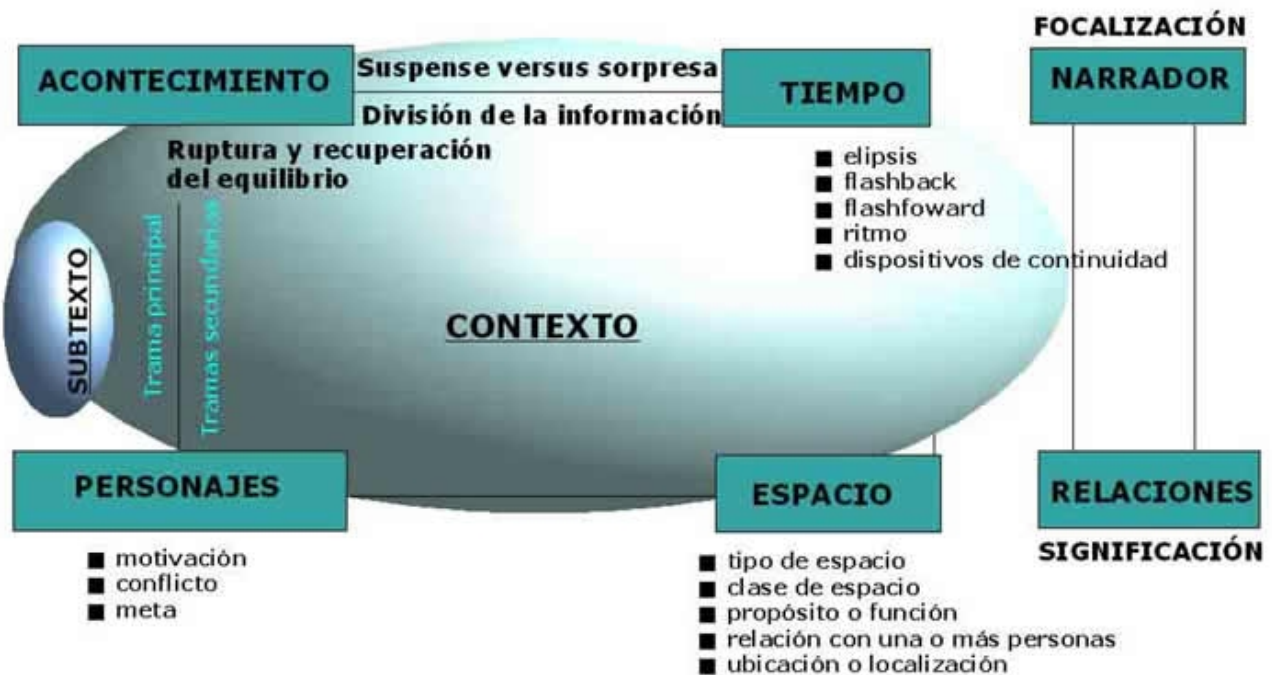 FOCALIZACIÓN
ACONTECIMIENTO
Suspense versus sorpresa
División de la información
TIEMPO
NARRADOR
Ruptura y recuperación
del equilibrio
■ elipsis
■ flashback
■ flashfoward
■ ritmo
■ dispositivos de continuidad
SUBTEXTO
Trama principal
Tramas secundarias
CONTEXTO
PERSONAJES
■ motivación
■ conflicto
■ meta
ESPACIO
■ tipo de espacio
■ clase de espacio
■ propósito o función
■ relación con una o más personas
■ ubicación o localización
RELACIONES
SIGNIFICACIÓN